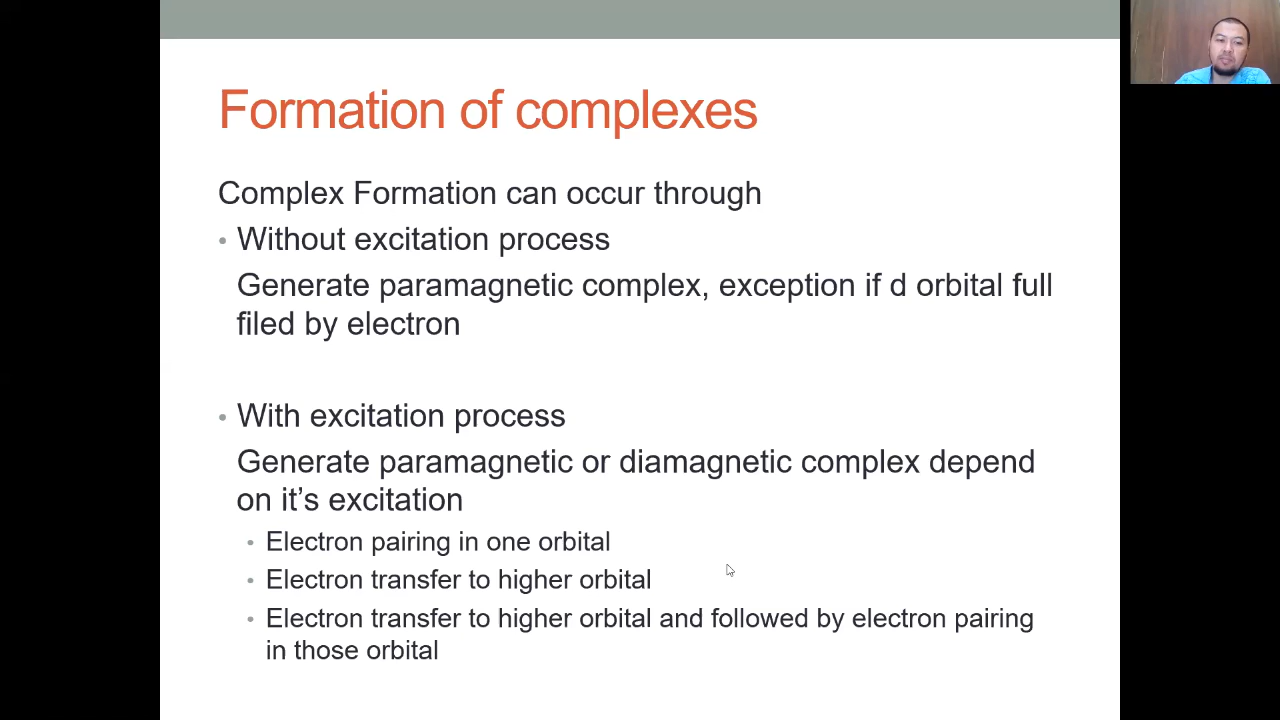 Formation of complexes
Complex Formation can occur through
• Without excitation process
Generate paramagnetic complex, exception if d orbital full
filed by electron
• With excitation process
Generate paramagnetic or diamagnetic complex depend
on it’s excitation
• Electron pairing in one orbital
• Electron transfer to higher orbital
• Electron transfer to higher orbital and followed by electron pairing
in those orbital